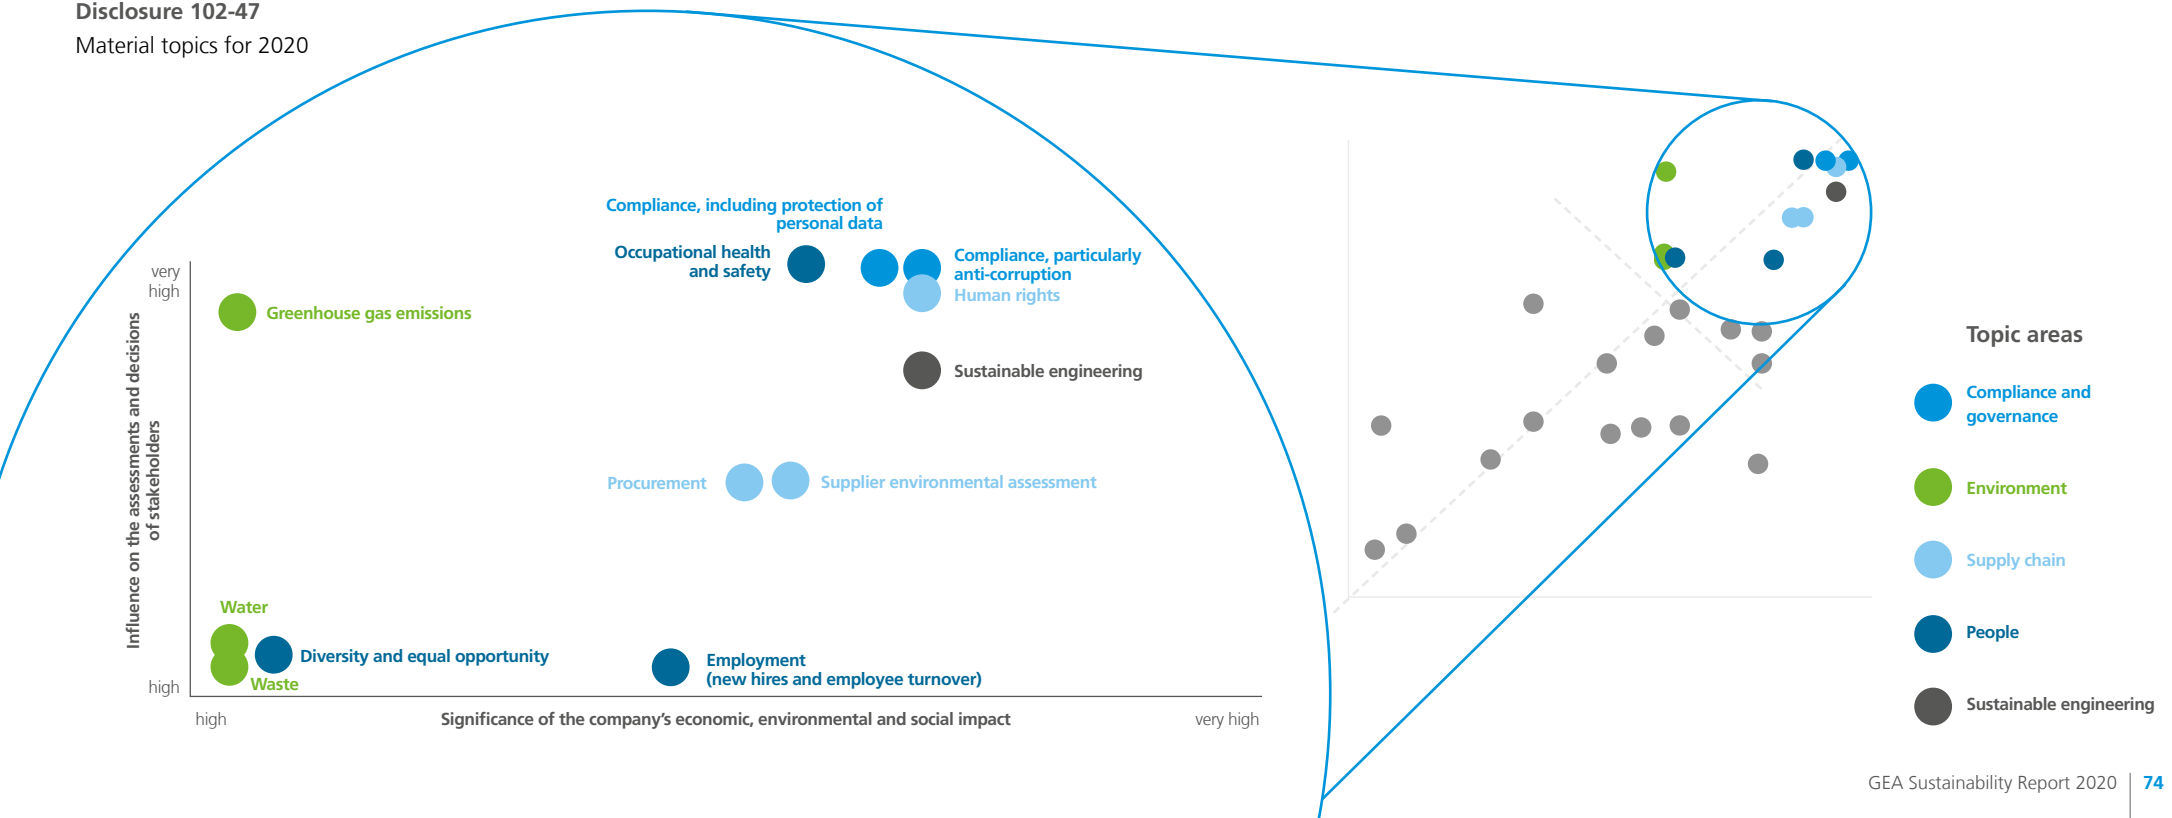 Disclosure 102-47
Material topics for 2020
Compliance, including protection of
personal data
Occupational health
and safety
Compliance, particularly
anti-corruption
Human rights
very
high
Greenhouse gas emissions
Sustainable engineering
Influence on the assessments and decisions
of stakeholders
Procurement
Supplier environmental assessment
Water
Diversity and equal opportunity
Waste
Employment
(new hires and employee turnover)
high
high
Significance of the company’s economic, environmental and social impact
very high
Topic areas
Compliance and
governance
Environment
Supply chain
People
Sustainable engineering
GEA Sustainability Report 2020
74